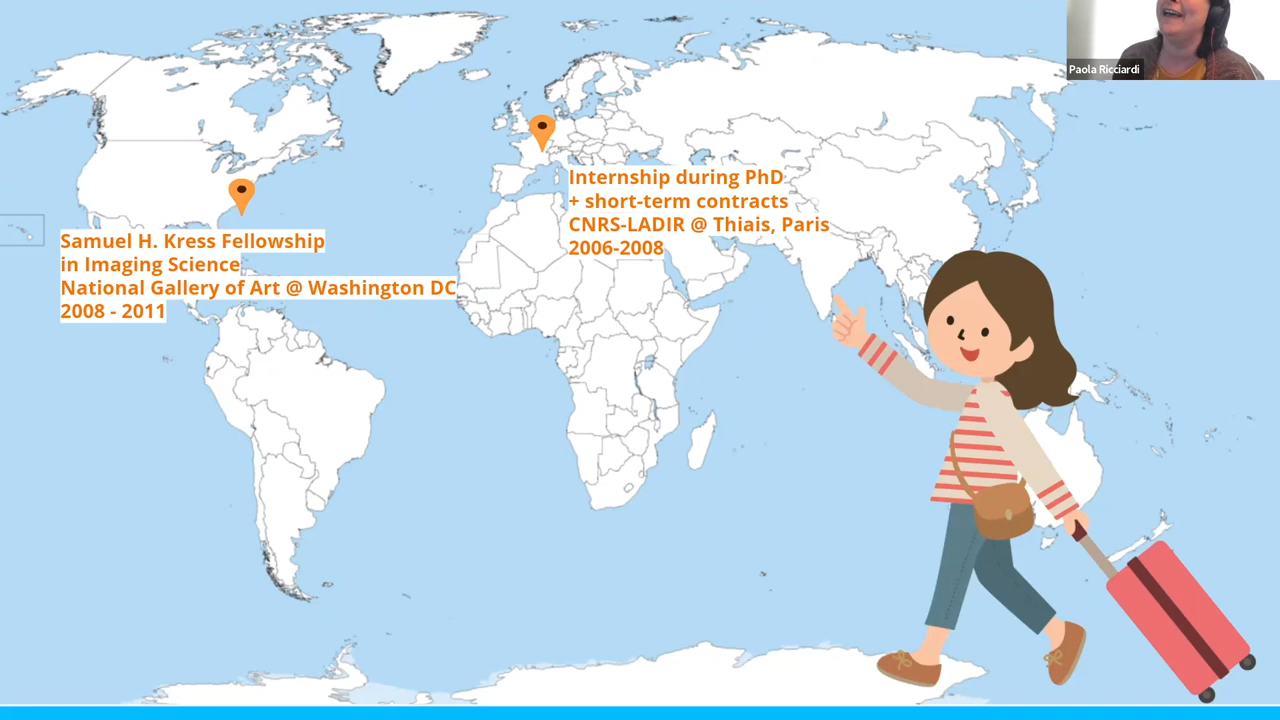 Paola Ricciardi
Internship during PhD
+ short-term contracts
CNRS-LADIR @ Thiais, Paris
2006-2008
Samuel H. Kress Fellowship
in Imaging Science
National Gallery of Art @ Washington DC
2008 - 2011